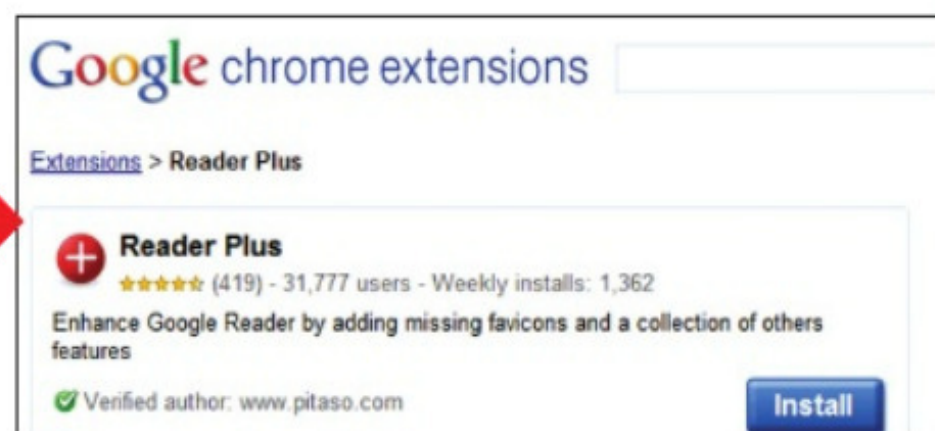 Google chrome extensions
Extensions > Reader Plus
Reader Plus
(419) - 31,777 users - Weekly installs: 1,362
Enhance Google Reader by adding missing favicons and a collection of others
features
Verified author: www.pitaso.com
Install